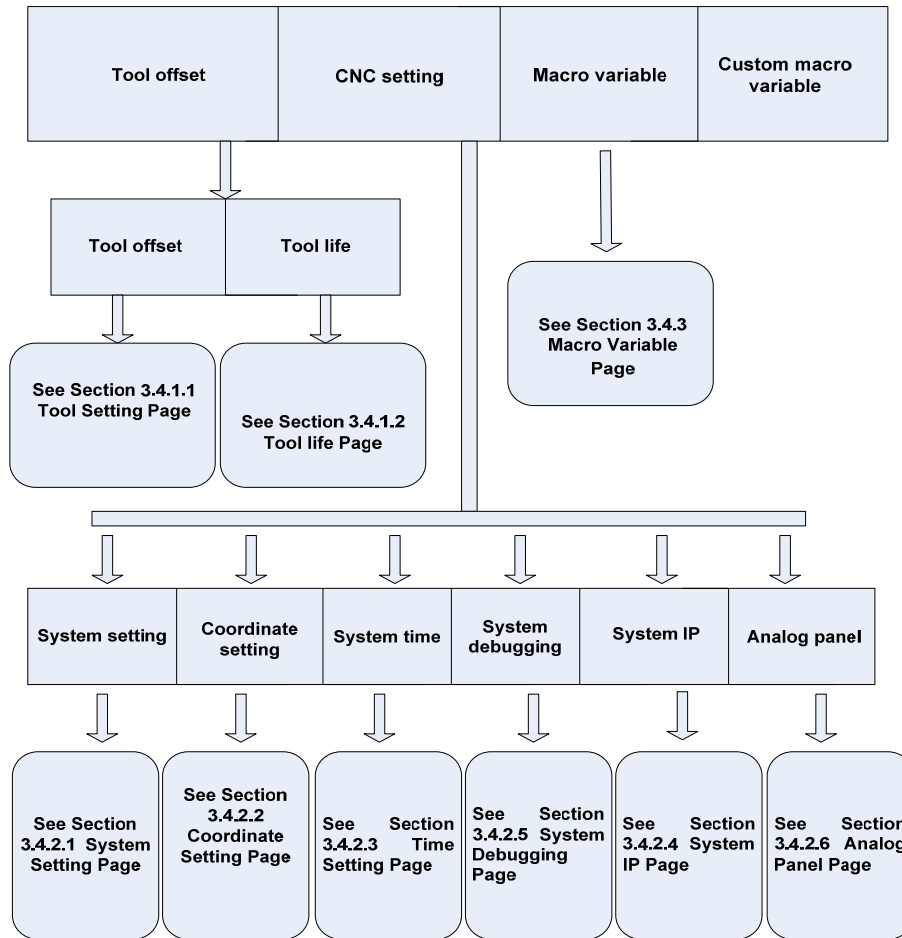 Tool offset
CNC setting
Macro variable
Custom macro
variable
Tool offset
Tool life
See Section 3.4.3
Macro Variable
Page
See Section 3.4.1.1
Tool Setting Page
See Section 3.4.1.2
Tool life Page
System setting
Coordinate
setting
System time
System
debugging
System IP
Analog panel
See Section
3.4.2.1 System
Setting Page
See Section
3.4.2.2
Coordinate
Setting Page
See Section
3.4.2.3 Time
Setting Page
See Section
3.4.2.5 System
Debugging
Page
See Section
3.4.2.4 System
IP Page
See Section
3.4.2.6 Analog
Panel Page